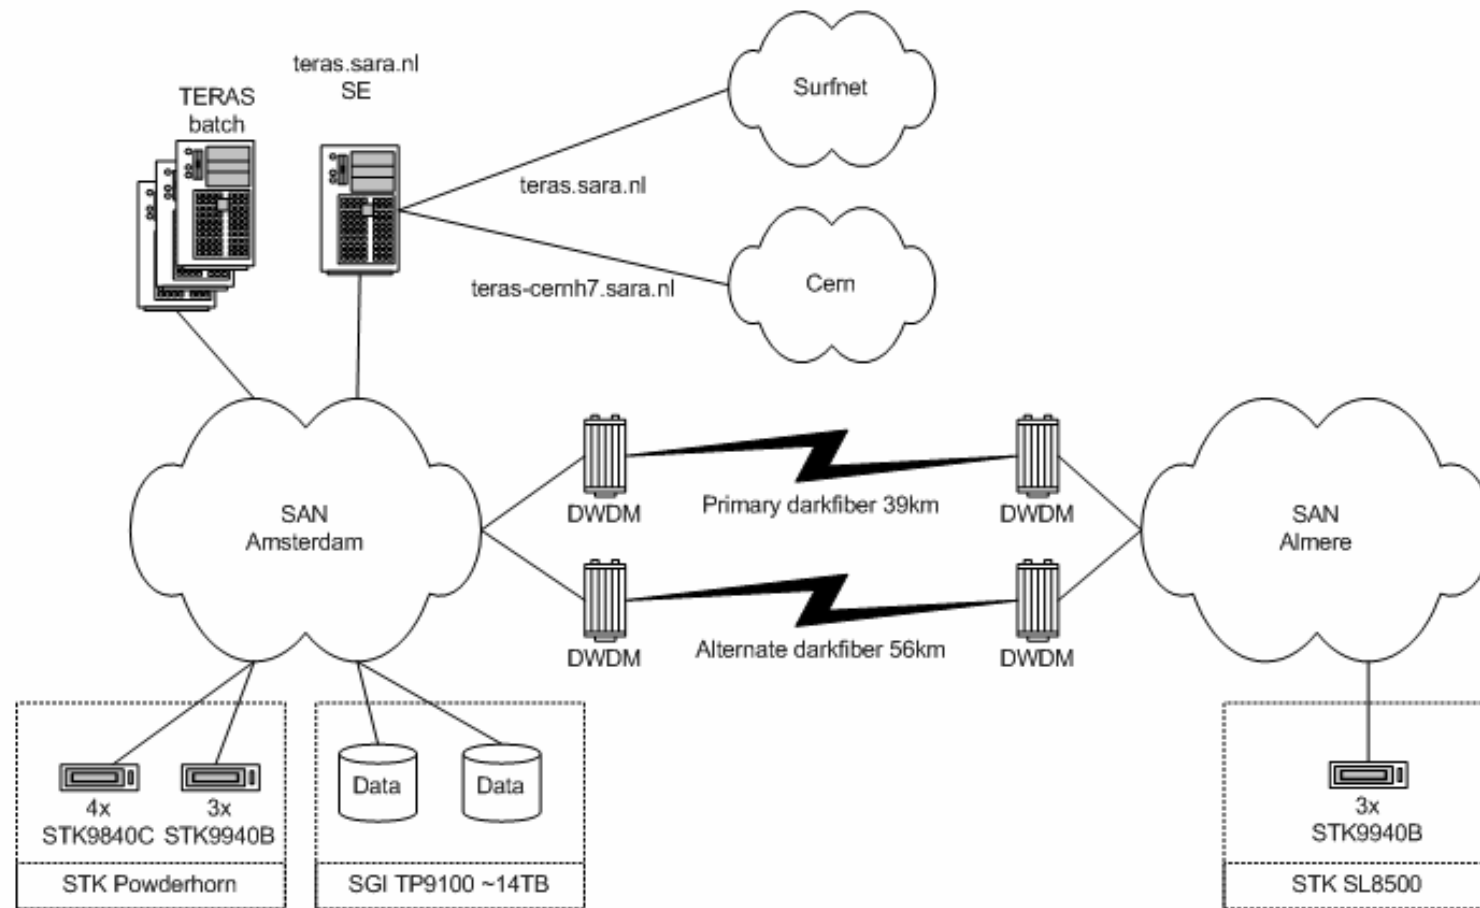 teras.sara.nl
SE
TERAS
batch
Surfnet
teras.sara.nl
Cern
teras-cernh7.sara.nl
SAN
Amsterdam
DWDM
Primary darkfiber 39km
DWDM
SAN
Almere
DWDM
Alternate darkfiber 56km
DWDM
4x
STK9840C
3x
STK9940B
STK Powderhorn
Data
Data
SGI TP9100 ~14TB
3x
STK9940B
STK SL8500